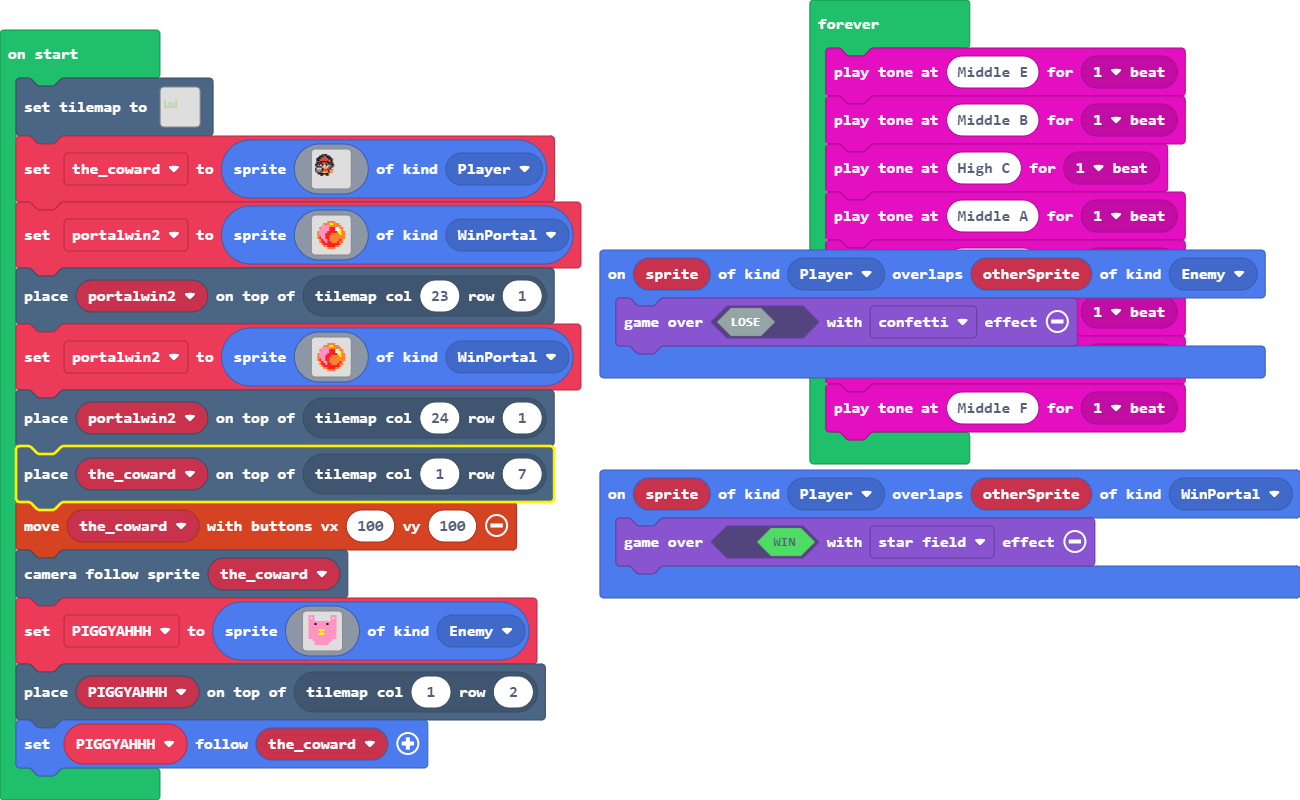 on start
set tilemap to
set the_coward to sprite of kind Player
set portalwin2 to sprite of kind WinPortal
place portalwin2 on top of tilemap col 23 row 1
set portalwin2 to sprite of kind WinPortal
place portalwin2 on top of tilemap col 24 row 1
place the_coward on top of tilemap col 1 row 7
move the_coward with buttons vx 100 vy 100
camera follow sprite the_coward
set PIGGYAHHH to sprite of kind Enemy
place PIGGYAHHH on top of tilemap col 1 row 2
set PIGGYAHHH follow the_coward
forever
play tone at Middle E for 1 beat
play tone at Middle B for 1 beat
play tone at High C for 1 beat
play tone at Middle A for 1 beat
on sprite of kind Player overlaps otherSprite of kind Enemy
game over LOSE with confetti effect
1 beat
play tone at Middle F for 1 beat
on sprite of kind Player overlaps otherSprite of kind WinPortal
game over WIN with star field effect